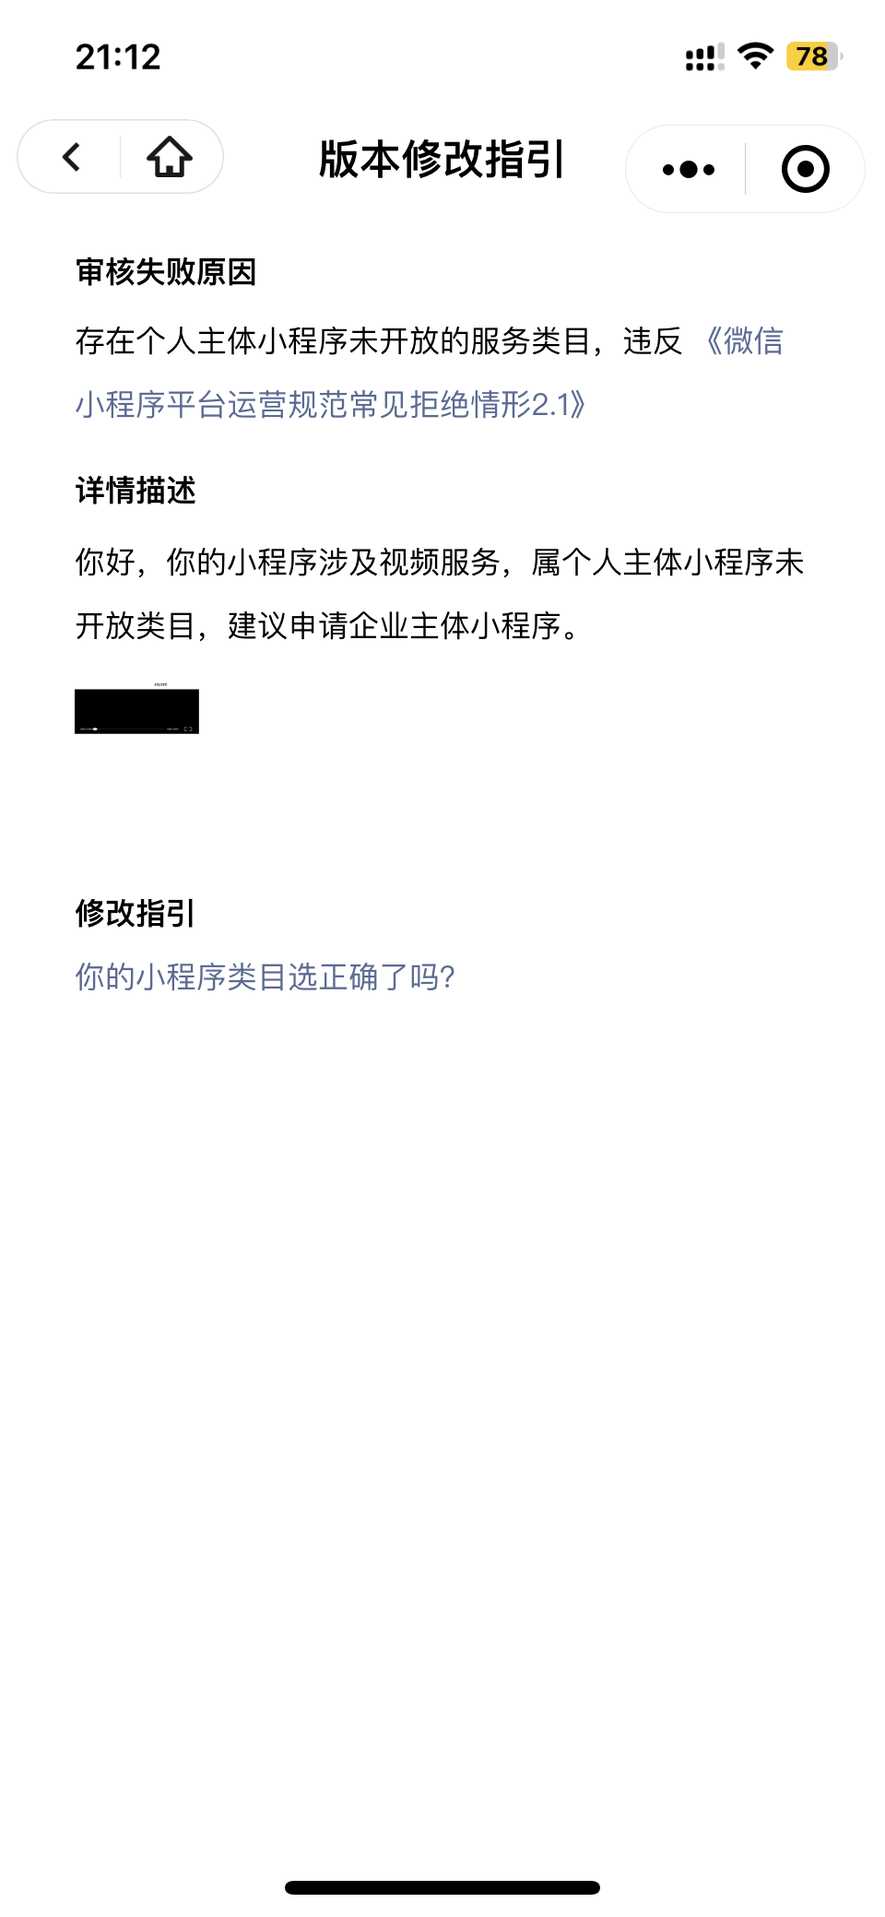 21:12
78
版本修改指引
审核失败原因
存在个人主体小程序未开放的服务类目，违反 《微信
小程序平台运营规范常见拒绝情形2.1》
详情描述
你好，你的小程序涉及视频服务，属个人主体小程序未
开放类目，建议申请企业主体小程序。
修改指引
你的小程序类目选正确了吗？